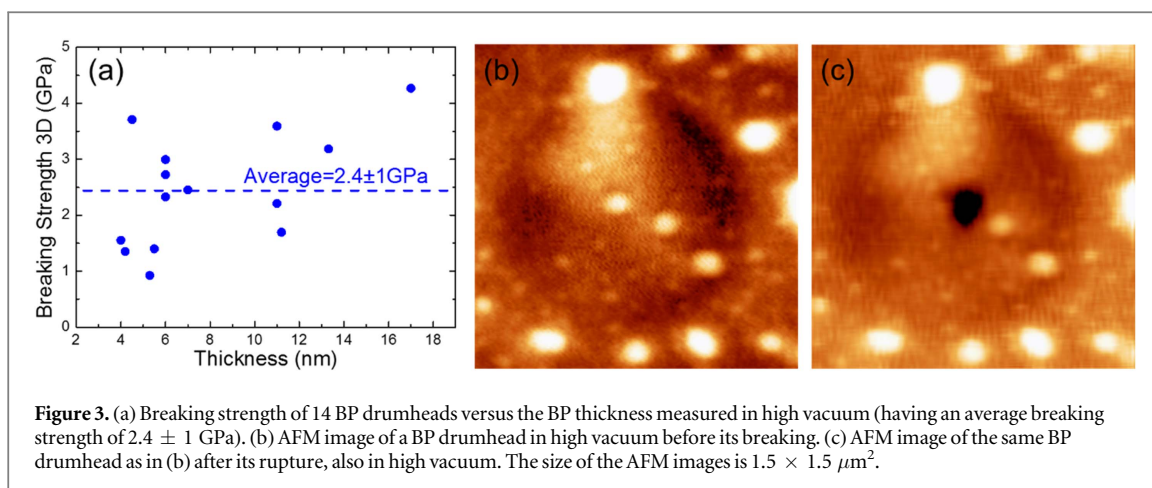 (a)
Average=2.4±1GPa
Breaking Strength 3D (GPa)
5
4
3
2
1
0
2 4 6 8 10 12 14 16 18
Thickness (nm)
(b)
(c)
Figure 3. (a) Breaking strength of 14 BP drumheads versus the BP thickness measured in high vacuum (having an average breaking
strength of 2.4 ± 1 GPa). (b) AFM image of a BP drumhead in high vacuum before its breaking. (c) AFM image of the same BP
drumhead as in (b) after its rupture, also in high vacuum. The size of the AFM images is 1.5 × 1.5 μm².